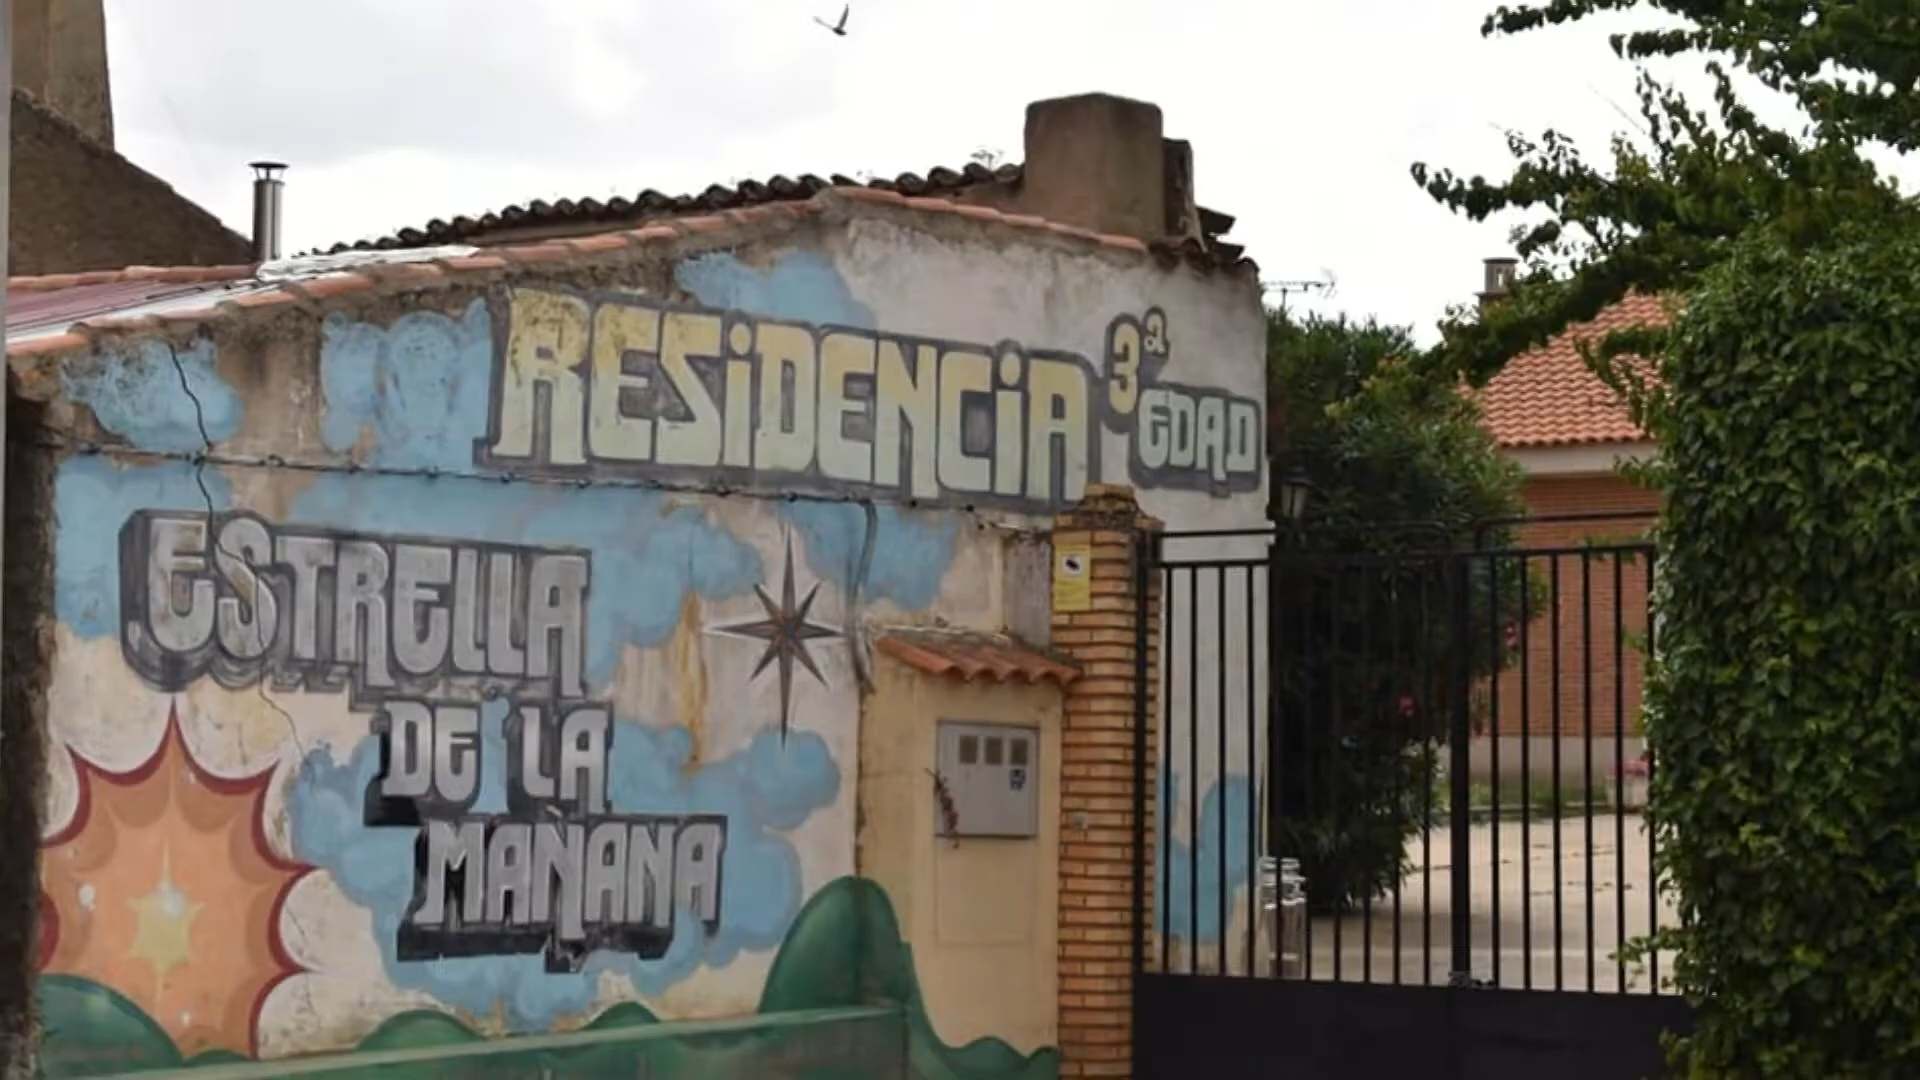 RESiDENCiA 3ª
EDAD
ESTRELLA
DE LA
MAÑANA